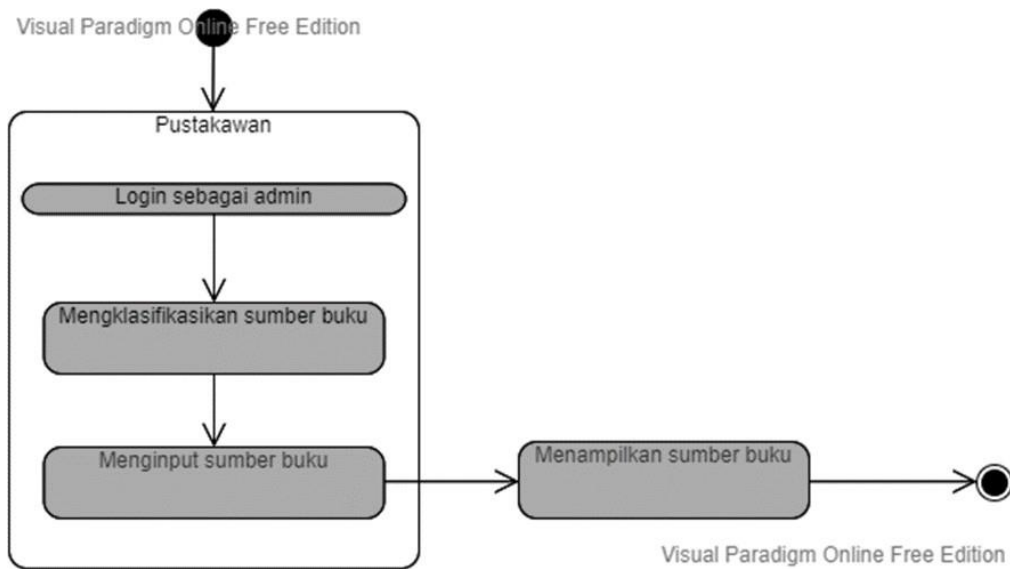 Visual Paradigm Online Free Edition
Pustakawan
Login sebagai admin
Mengklasifikasikan sumber buku
Menginput sumber buku
Menampilkan sumber buku
Visual Paradigm Online Free Edition